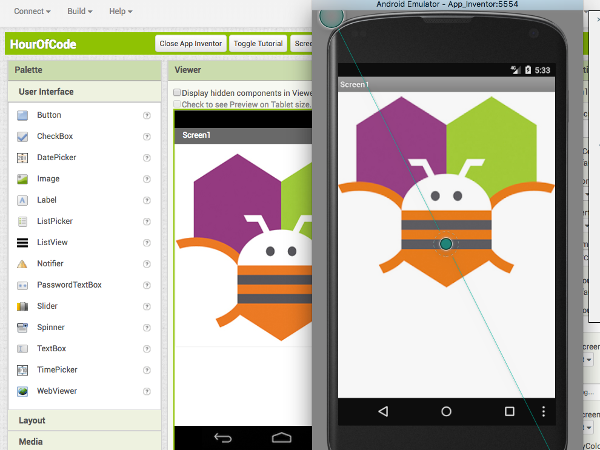 Connect Build Help
Android Emulator - App_Inventor:5554
HourOfCode
Close App Inventor
Toggle Tutorial
Palette
Viewer
User Interface
Button
CheckBox
DatePicker
Image
Label
ListPicker
ListView
Notifier
PasswordTextBox
Slider
Spinner
TextBox
TimePicker
WebViewer
Layout
Media
Display hidden components in Viewe
Check to see Preview on Tablet size.
Screen1
4G 5:33
Screen1